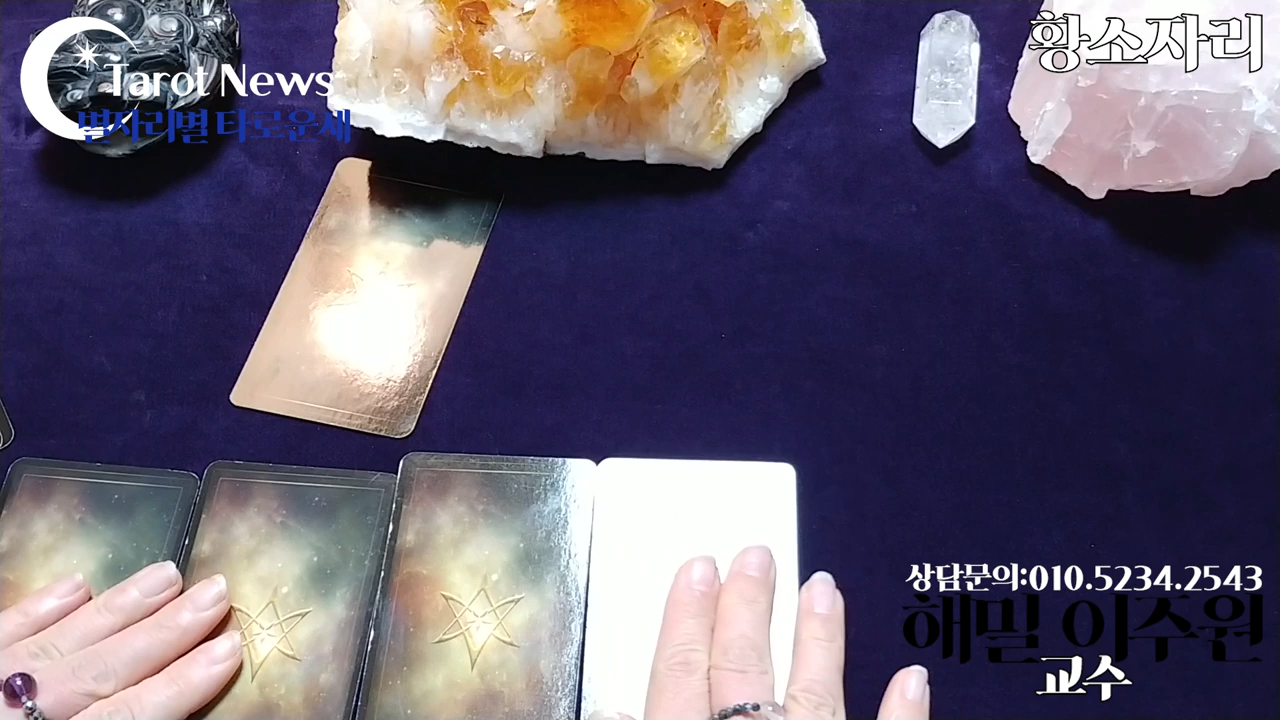 Tarot News
별자리별 타로운세
황소자리
상담문의:010.5234.2543
해밀 이주원
교수